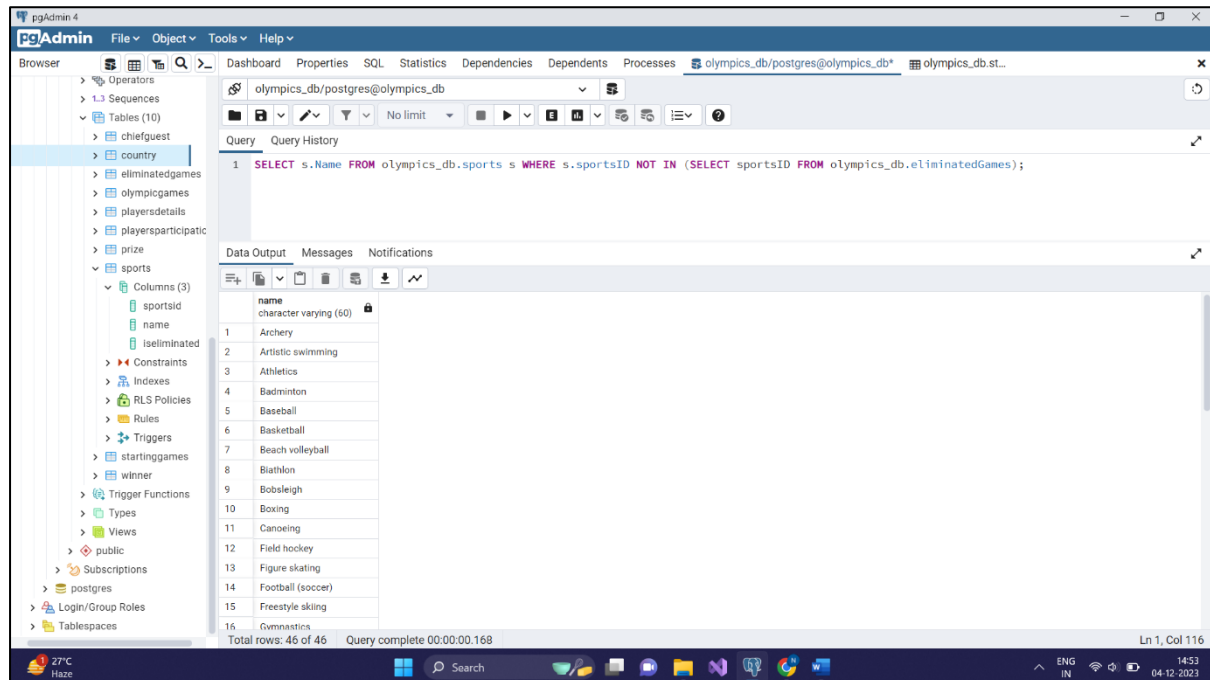 pgAdmin 4
pgAdmin File Object Tools Help
Browser
Dashboard Properties SQL Statistics Dependencies Dependents Processes olympics_db/postgres@olympics_db* olympics_db.st...
Operators
1..3 Sequences
Tables (10)
chiefguest
country
eliminatedgames
olympicgames
playersdetails
playersparticipatic
prize
sports
Columns (3)
sportsid
name
iseliminated
Constraints
Indexes
RLS Policies
Rules
Triggers
startinggames
winner
Trigger Functions
Types
Views
public
Subscriptions
postgres
Login/Group Roles
Tablespaces
olympics_db/postgres@olympics_db
No limit E
Query Query History
1 SELECT s.Name FROM olympics_db.sports s WHERE s.sportsID NOT IN (SELECT sportsID FROM olympics_db.eliminatedGames);
Data Output Messages Notifications
name
character varying (60)
1 Archery
2 Artistic swimming
3 Athletics
4 Badminton
5 Baseball
6 Basketball
7 Beach volleyball
8 Biathlon
9 Bobsleigh
10 Boxing
11 Canoeing
12 Field hockey
13 Figure skating
14 Football (soccer)
15 Freestyle skiing
16 Gymnastics
Total rows: 46 of 46 Query complete 00:00:00.168
Ln 1, Col 116
1 27°C
Haze
Search
ENG
IN
14:53
04-12-2023